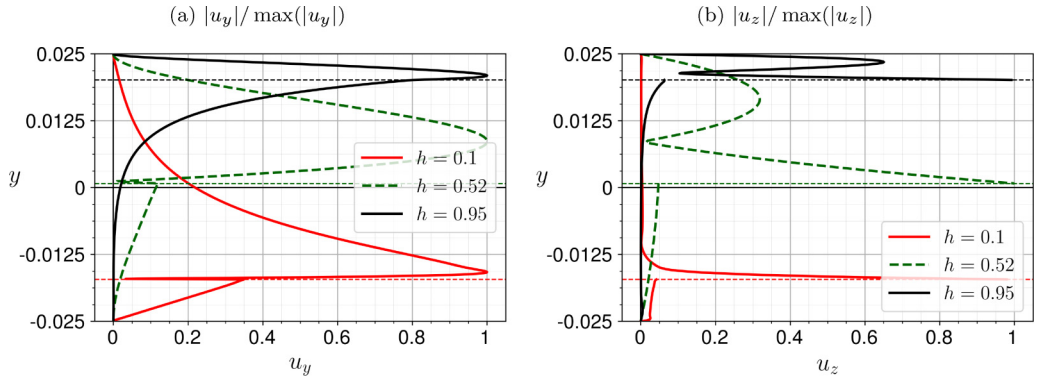 (a) |u_y|/ max(|u_y|)
0.025
0.0125
0
-0.0125
-0.025
y
0
0.2
0.4
0.6
0.8
1
u_y
h = 0.1
h = 0.52
h = 0.95
(b) |u_z|/ max(|u_z|)
0.025
0.0125
0
-0.0125
-0.025
y
0
0.2
0.4
0.6
0.8
1
u_z
h = 0.1
h = 0.52
h = 0.95